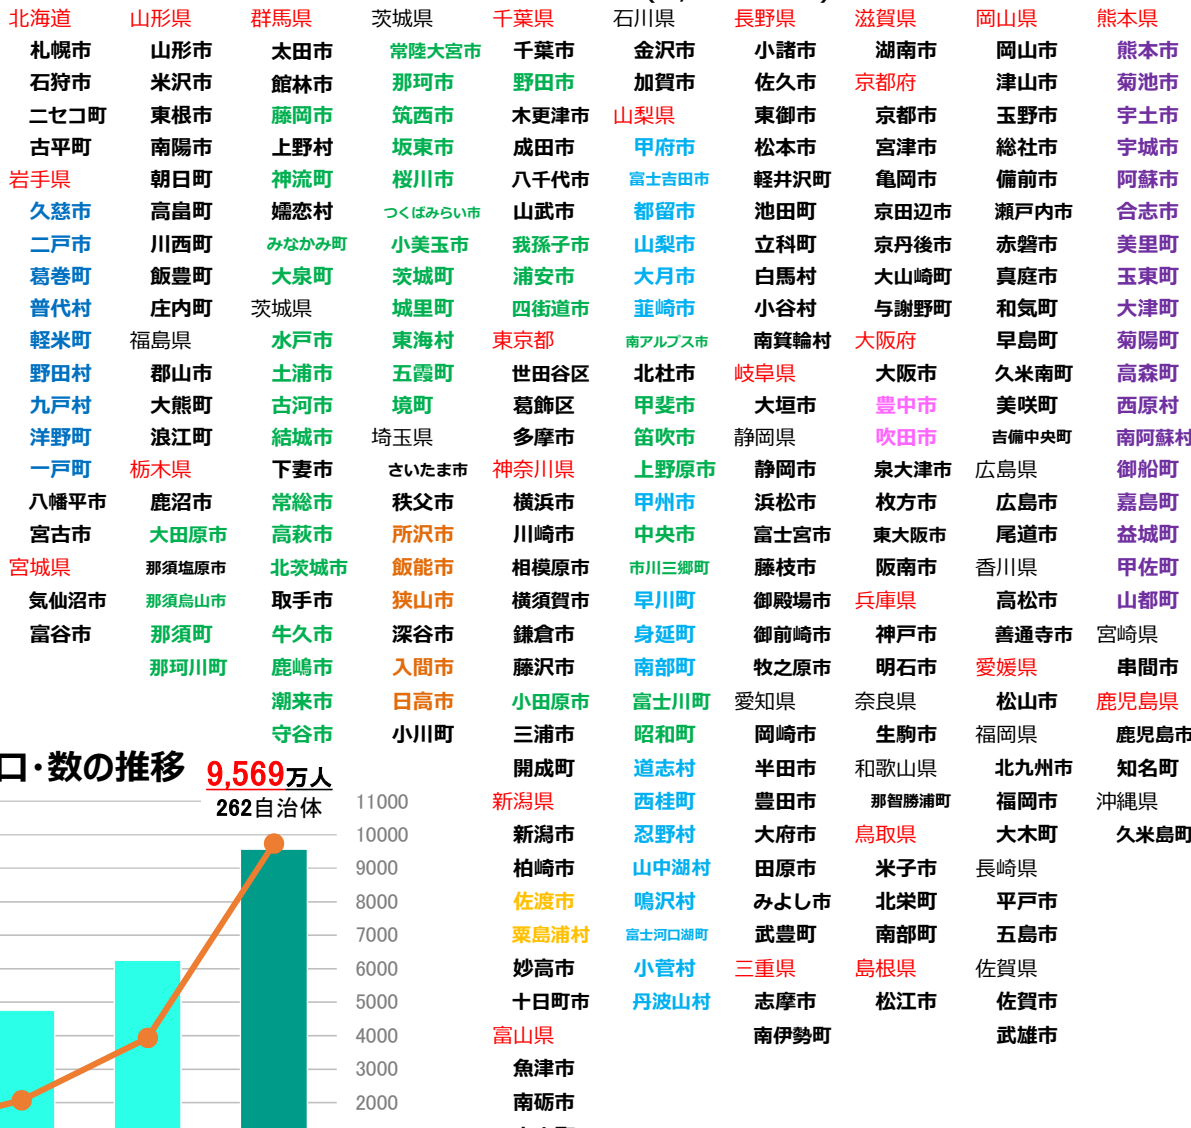 北海道
札幌市
石狩市
ニセコ町
古平町
岩手県
久慈市
二戸市
葛巻町
普代村
軽米町
野田村
九戸村
洋野町
一戸町
八幡平市
宮古市
宮城県
気仙沼市
富谷市
山形県
山形市
米沢市
東根市
南陽市
朝日町
高畠町
川西町
飯豊町
庄内町
福島県
郡山市
大熊町
浪江町
栃木県
鹿沼市
大田原市
那須塩原市
那須烏山市
那須町
那珂川町
群馬県
太田市
館林市
藤岡市
上野村
神流町
嬬恋村
みなかみ町
大泉町
茨城県
水戸市
土浦市
古河市
結城市
下妻市
常総市
高萩市
北茨城市
取手市
牛久市
鹿嶋市
潮来市
守谷市
茨城県
常陸大宮市
那珂市
筑西市
坂東市
桜川市
つくばみらい市
小美玉市
茨城町
城里町
東海村
五霞町
境町
埼玉県
さいたま市
秩父市
所沢市
飯能市
狭山市
深谷市
入間市
日高市
小川町
千葉県
千葉市
野田市
木更津市
成田市
八千代市
山武市
我孫子市
浦安市
四街道市
東京都
世田谷区
葛飾区
多摩市
神奈川県
横浜市
川崎市
相模原市
横須賀市
鎌倉市
藤沢市
小田原市
三浦市
開成町
新潟県
新潟市
柏崎市
佐渡市
粟島浦村
妙高市
十日町市
富山県
魚津市
南砺市
石川県
金沢市
加賀市
山梨県
甲府市
富士吉田市
都留市
山梨市
大月市
韮崎市
南アルプス市
北杜市
甲斐市
笛吹市
上野原市
甲州市
中央市
市川三郷町
早川町
身延町
南部町
富士川町
昭和町
道志村
西桂町
忍野村
山中湖村
鳴沢村
富士河口湖町
小菅村
丹波山村
長野県
小諸市
佐久市
東御市
松本市
軽井沢町
池田町
立科町
白馬村
小谷村
南箕輪村
岐阜県
大垣市
静岡県
静岡市
浜松市
富士宮市
藤枝市
御殿場市
御前崎市
牧之原市
愛知県
岡崎市
半田市
豊田市
大府市
田原市
みよし市
武豊町
三重県
志摩市
南伊勢町
滋賀県
湖南市
京都府
京都市
宮津市
亀岡市
京田辺市
京丹後市
大山崎町
与謝野町
大阪府
大阪市
豊中市
吹田市
泉大津市
枚方市
東大阪市
阪南市
兵庫県
神戸市
明石市
奈良県
生駒市
和歌山県
那智勝浦町
鳥取県
米子市
北栄町
南部町
島根県
松江市
岡山県
岡山市
津山市
玉野市
総社市
備前市
瀬戸内市
赤磐市
真庭市
和気町
早島町
久米南町
美咲町
吉備中央町
広島県
広島市
尾道市
香川県
高松市
善通寺市
愛媛県
松山市
福岡県
北九州市
福岡市
大木町
長崎県
平戸市
五島市
佐賀県
佐賀市
武雄市
熊本県
熊本市
菊池市
宇土市
宇城市
阿蘇市
合志市
美里町
玉東町
大津町
菊陽町
高森町
西原村
南阿蘇村
御船町
嘉島町
益城町
甲佐町
山都町
宮崎県
串間市
鹿児島県
鹿児島市
知名町
沖縄県
久米島町
口・数の推移
9,569万人
262自治体
11000
10000
9000
8000
7000
6000
5000
4000
3000
2000